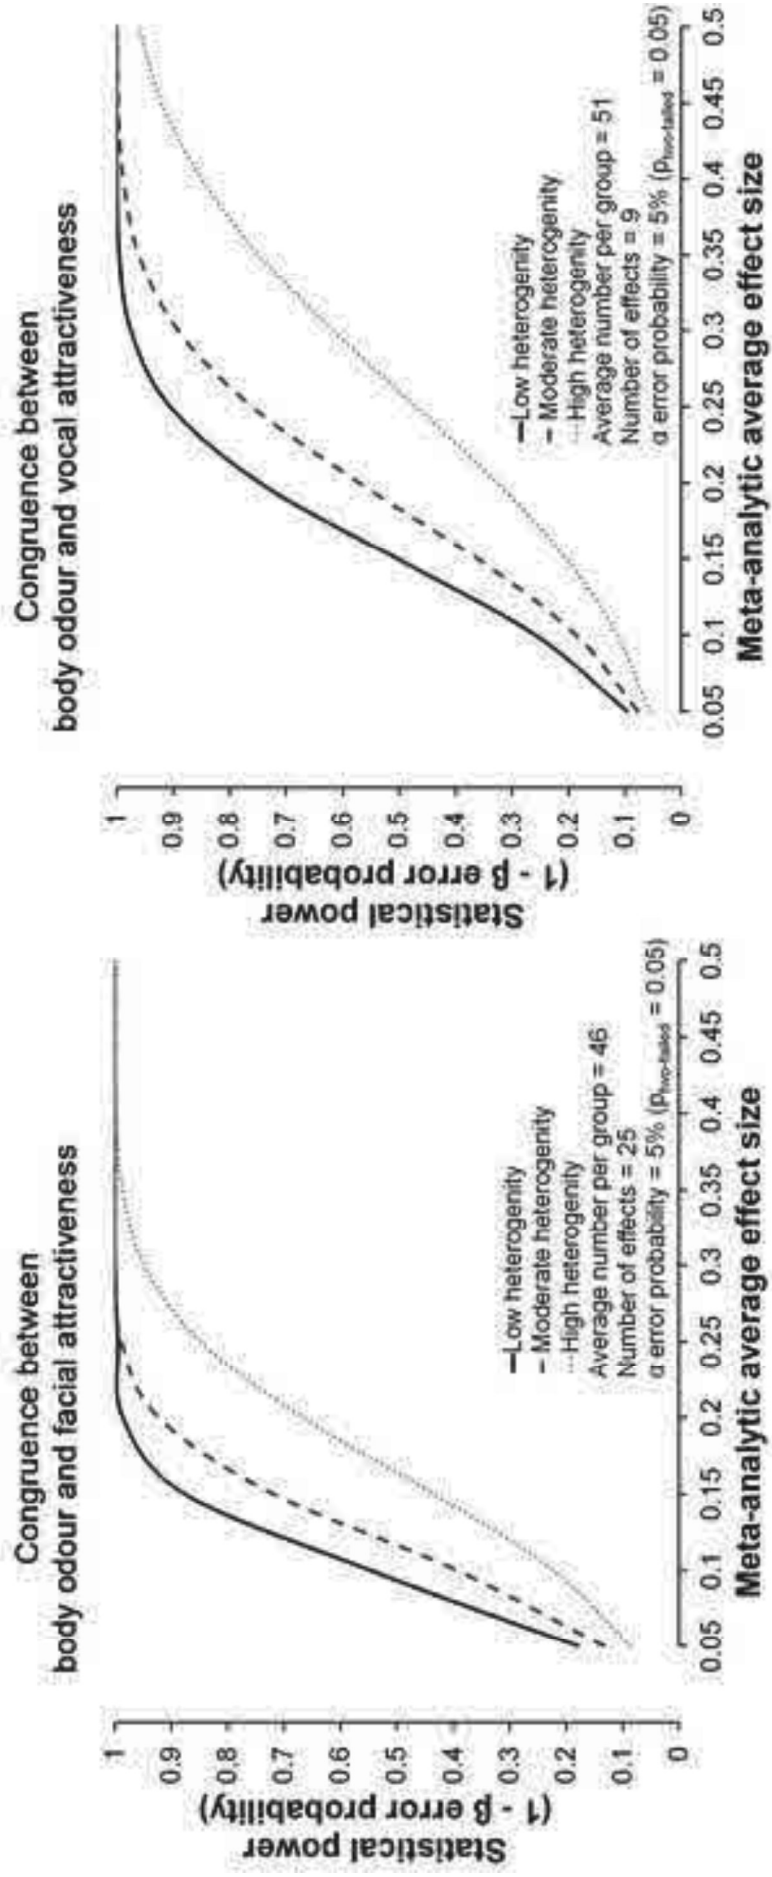 Congruence between
body odour and facial attractiveness
Statistical power
(1 - β error probability)
1
0.9
0.8
0.7
0.6
0.5
0.4
0.3
0.2
0.1
0
Low heterogenity
Moderate heterogenity
High heterogenity
Average number per group = 46
Number of effects = 25
α error probability = 5% (p two-tailed = 0.05)
0.05 0.1 0.15 0.2 0.25 0.3 0.35 0.4 0.45 0.5
Meta-analytic average effect size
Congruence between
body odour and vocal attractiveness
Statistical power
(1 - β error probability)
1
0.9
0.8
0.7
0.6
0.5
0.4
0.3
0.2
0.1
0
Low heterogenity
Moderate heterogenity
High heterogenity
Average number per group = 51
Number of effects = 9
α error probability = 5% (p two-tailed = 0.05)
0.05 0.1 0.15 0.2 0.25 0.3 0.35 0.4 0.45 0.5
Meta-analytic average effect size